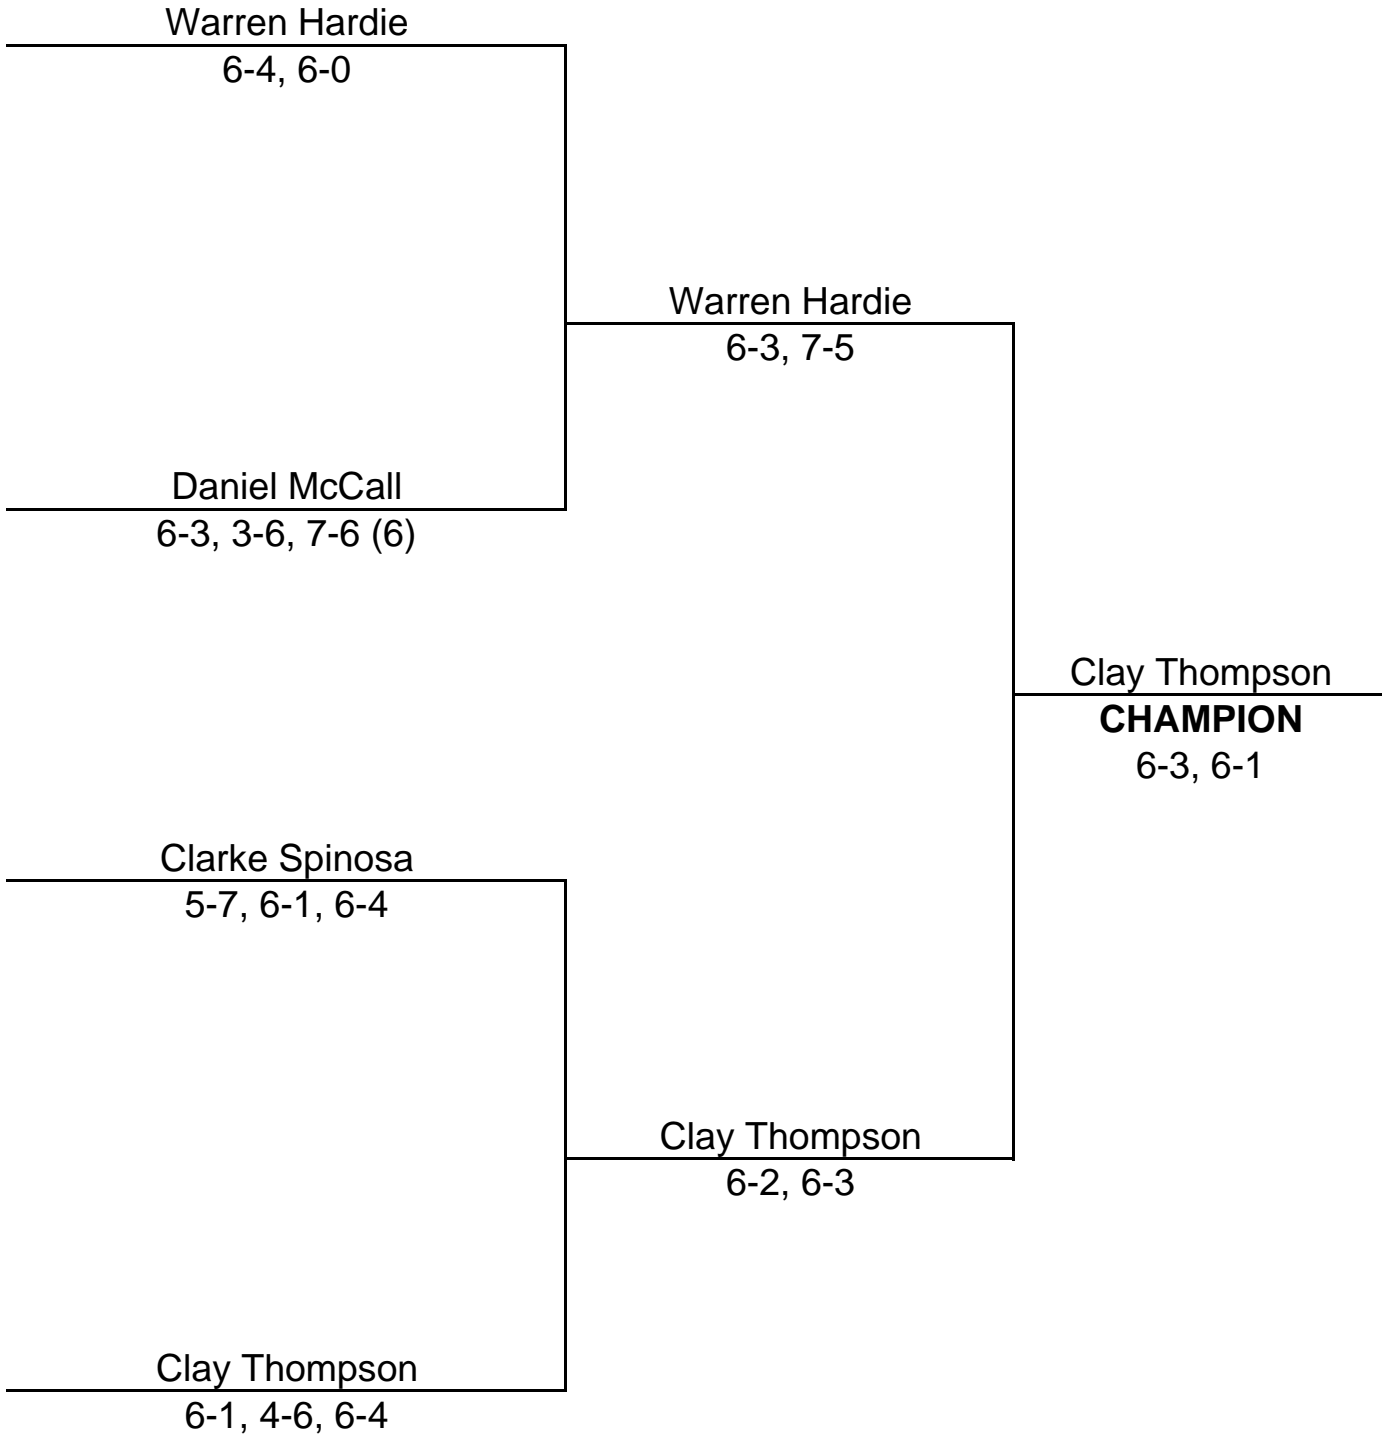 Warren Hardie
6-4, 6-0
Warren Hardie
6-3, 7-5
Daniel McCall
6-3, 3-6, 7-6 (6)
Clay Thompson
CHAMPION
6-3, 6-1
Clarke Spinosa
5-7, 6-1, 6-4
Clay Thompson
6-2, 6-3
Clay Thompson
6-1, 4-6, 6-4